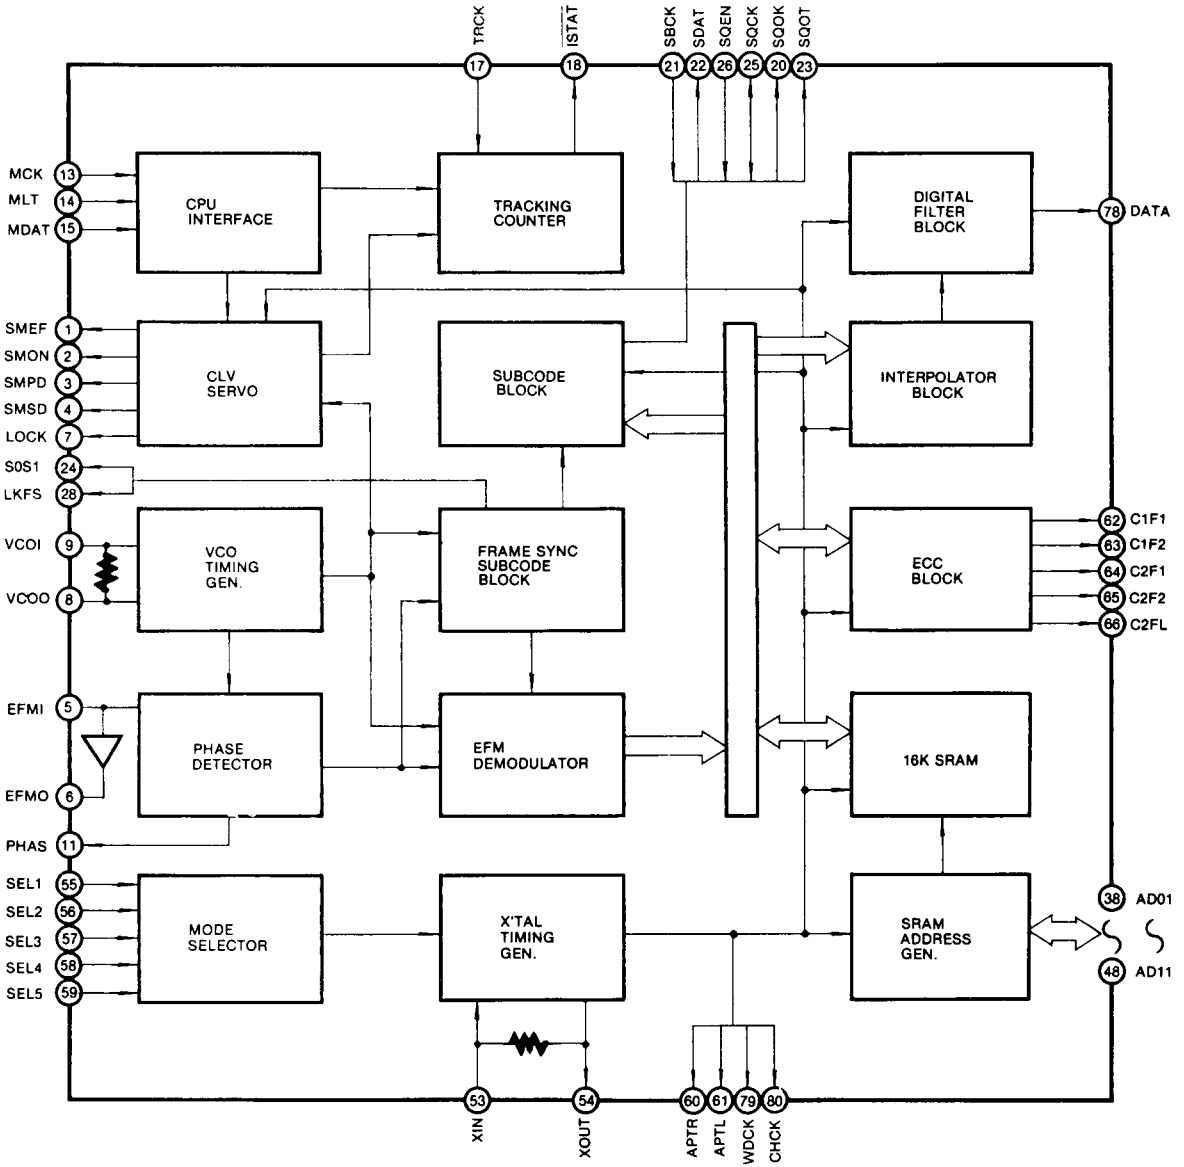 TRCK
ISTAT
SBCK
SDAT
SQEN
SQCK
SQOK
SQOT
17
18
21
22
26
25
20
23
MCK 13
MLT 14
MDAT 15
CPU
INTERFACE
TRACKING
COUNTER
DIGITAL
FILTER
BLOCK
78 DATA
SMEF 1
SMON 2
SMPD 3
SMSD 4
LOCK 7
CLV
SERVO
SUBCODE
BLOCK
INTERPOLATOR
BLOCK
S0S1 24
LKFS 28
VCOI 9
VCOO 8
VCO
TIMING
GEN.
FRAME SYNC
SUBCODE
BLOCK
ECC
BLOCK
62 C1F1
63 C1F2
64 C2F1
65 C2F2
66 C2FL
EFMI 5
EFMO 6
PHAS 11
PHASE
DETECTOR
EFM
DEMODULATOR
16K SRAM
SEL1 55
SEL2 56
SEL3 57
SEL4 58
SEL5 59
MODE
SELECTOR
X'TAL
TIMING
GEN.
SRAM
ADDRESS
GEN.
38 AD01
48 AD11
53
54
60
61
79
80
XIN
XOUT
APTR
APTL
WDCK
CHCK